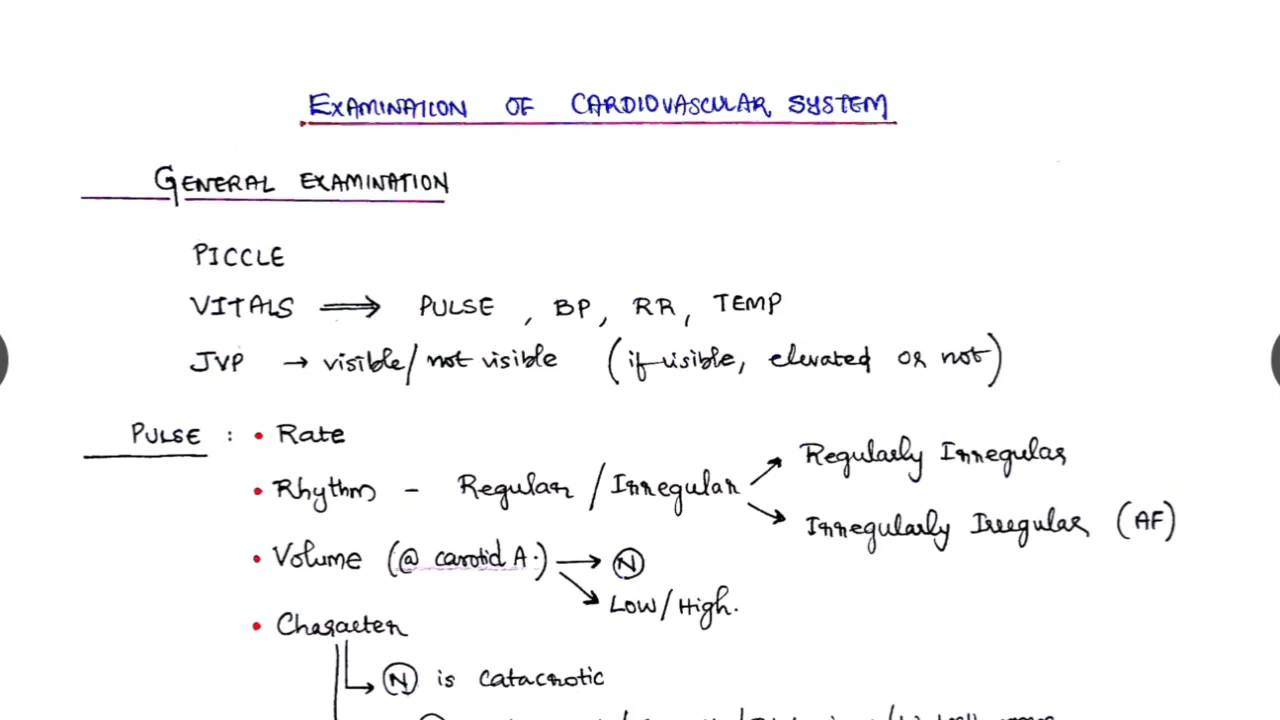 EXAMINATION OF CARDIOVASCULAR SYSTEM
GENERAL EXAMINATION
PICCLE
VITALS ⟹ PULSE , BP, RR, TEMP
JVP → visible/not visible (if visible, elevated or not)
PULSE : • Rate
Regularly Irregular
• Rhythm - Regular / Irregular
Irregularly Irregular (AF)
• Volume (@ carotid A.) → Ⓝ
Low/High.
• Character
Ⓝ is catacrotic